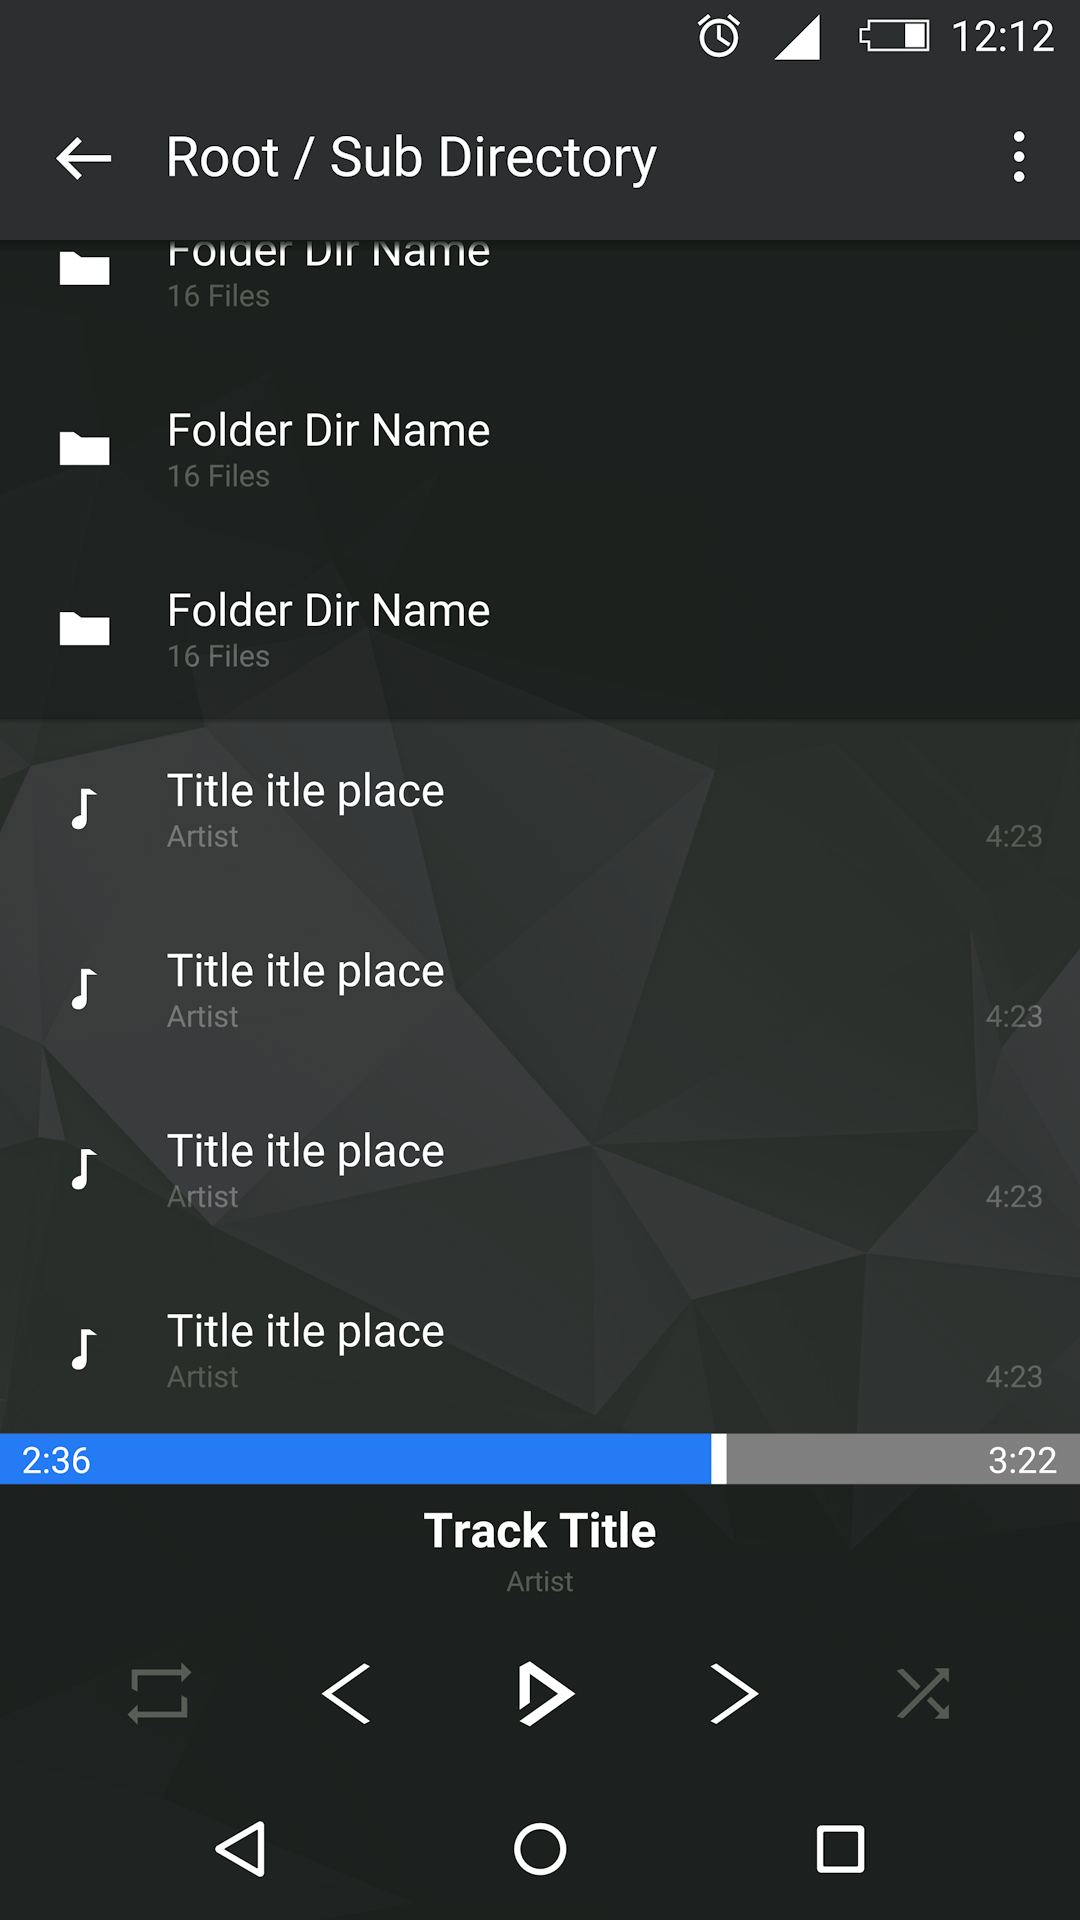 12:12
Root / Sub Directory
Folder Dir Name
16 Files
Folder Dir Name
16 Files
Folder Dir Name
16 Files
Title itle place
Artist
4:23
Title itle place
Artist
4:23
Title itle place
Artist
4:23
Title itle place
Artist
4:23
2:36
3:22
Track Title
Artist